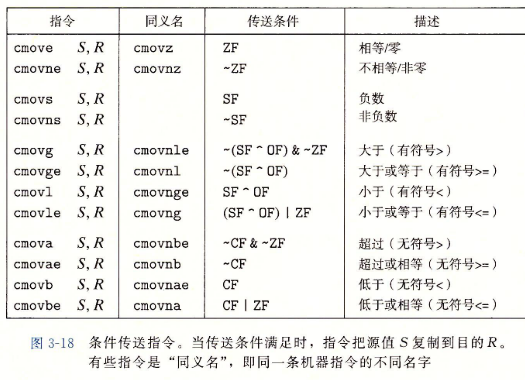 指令 同义名 传送条件 描述
cmove S, R cmovz ZF 相等/零
cmovne S, R cmovnz ~ZF 不相等/非零
cmovs S, R SF 负数
cmovns S, R ~SF 非负数
cmovg S, R cmovnle ~(SF ^ OF) & ~ZF 大于（有符号>）
cmovge S, R cmovnl ~(SF ^ OF) 大于或等于（有符号>=）
cmovl S, R cmovnge SF ^ OF 小于（有符号<）
cmovle S, R cmovng (SF ^ OF) | ZF 小于或等于（有符号<=）
cmova S, R cmovnbe ~CF & ~ZF 超过（无符号>）
cmovae S, R cmovnb ~CF 超过或相等（无符号>=）
cmovb S, R cmovnae CF 低于（无符号<）
cmovbe S, R cmovna CF | ZF 低于或相等（无符号<=）
图 3-18 条件传送指令。当传送条件满足时，指令把源值 S 复制到目的 R。
有些指令是“同义名”，即同一条机器指令的不同名字